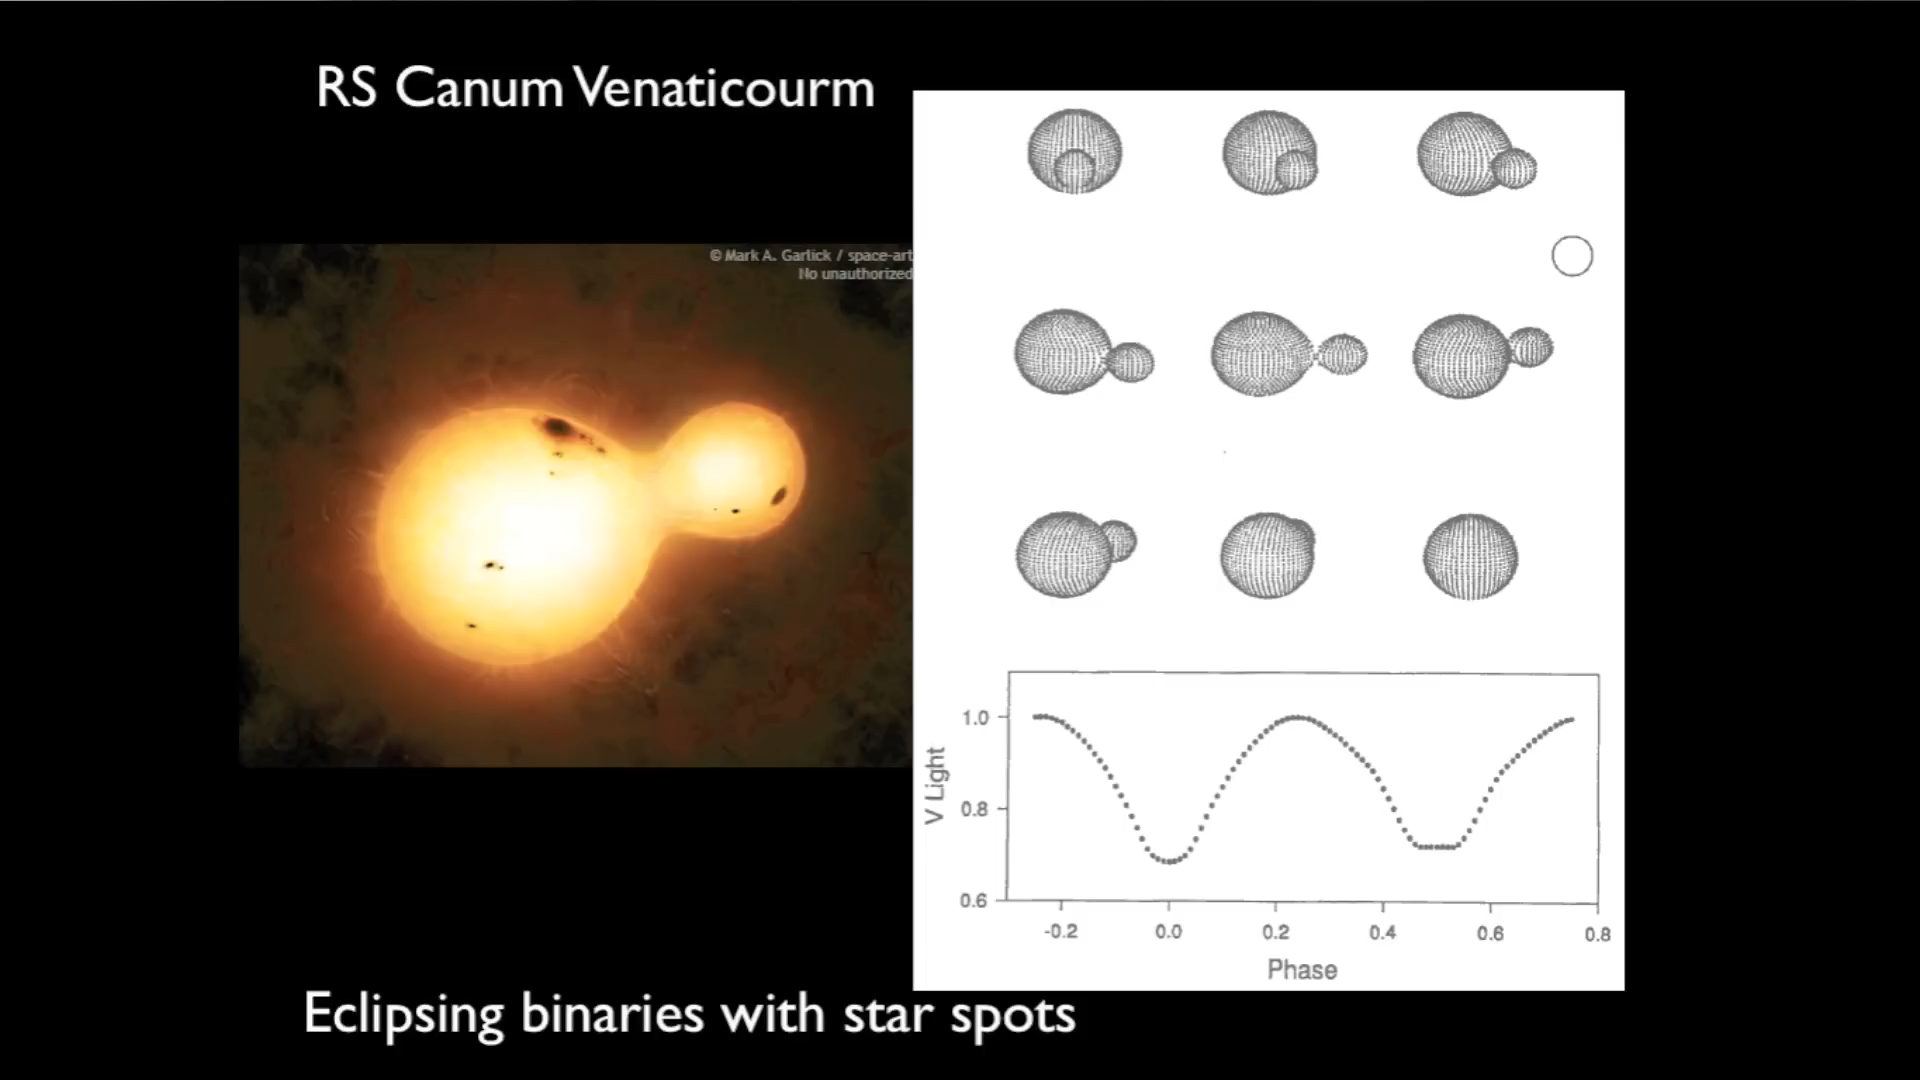 RS Canum Venaticourm
© Mark A. Garlick / space-art
No unauthorized
1.0
0.8
0.6
V Light
-0.2 0.0 0.2 0.4 0.6 0.8
Phase
Eclipsing binaries with star spots